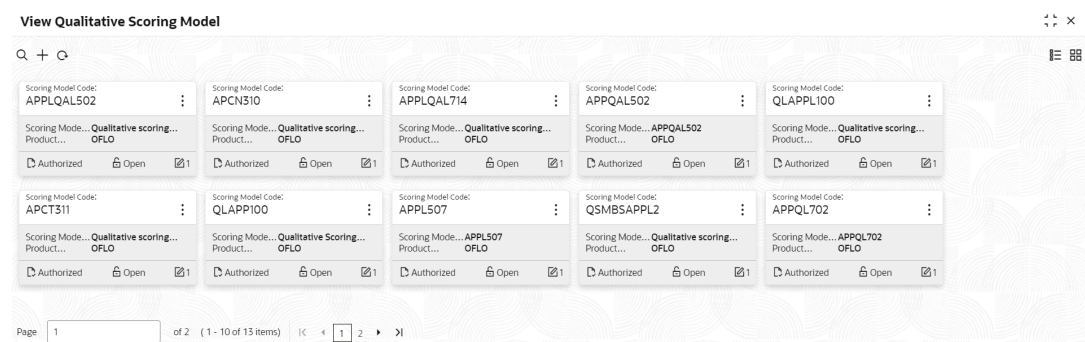 View Qualitative Scoring Model
Scoring Model Code:
APPLQAL502
Scoring Mode... Qualitative scoring...
Product... OFLO
Authorized Open 1
Scoring Model Code:
APCN310
Scoring Mode... Qualitative scoring...
Product... OFLO
Authorized Open 1
Scoring Model Code:
APPLQAL714
Scoring Mode... Qualitative scoring...
Product... OFLO
Authorized Open 1
Scoring Model Code:
APPQAL502
Scoring Mode... APPQAL502
Product... OFLO
Authorized Open 1
Scoring Model Code:
QLAPPL100
Scoring Mode... Qualitative scoring...
Product... OFLO
Authorized Open 1
Scoring Model Code:
APCT311
Scoring Mode... Qualitative scoring...
Product... OFLO
Authorized Open 1
Scoring Model Code:
QLAPP100
Scoring Mode... Qualitative Scoring...
Product... OFLO
Authorized Open 1
Scoring Model Code:
APPL507
Scoring Mode... APPL507
Product... OFLO
Authorized Open 1
Scoring Model Code:
QSMBSAPPL2
Scoring Mode... Qualitative scoring...
Product... OFLO
Authorized Open 1
Scoring Model Code:
APPQL702
Scoring Mode... APPQL702
Product... OFLO
Authorized Open 1
Page 1 of 2 ( 1 - 10 of 13 items) 1 2